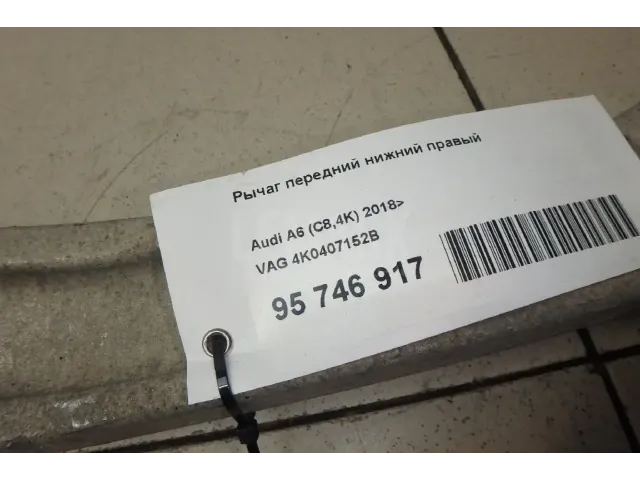 Рычаг передний нижний правый
Audi A6 (C8,4K) 2018>
VAG 4K0407152B
95 746 917